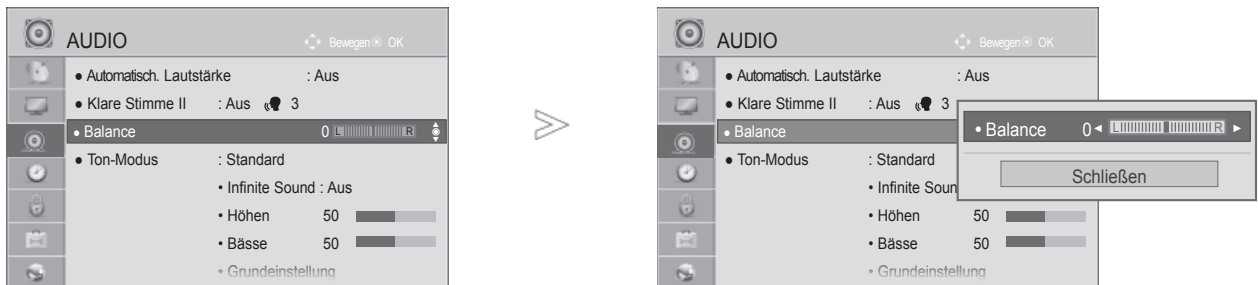 AUDIO
Bewegen OK
● Automatisch. Lautstärke : Aus
● Klare Stimme II : Aus 3
• Balance 0 L R
● Ton-Modus : Standard
• Infinite Sound : Aus
• Höhen 50
• Bässe 50
• Grundeinstellung
AUDIO
Bewegen OK
● Automatisch. Lautstärke : Aus
● Klare Stimme II : Aus 3
• Balance
● Ton-Modus : Standard
• Infinite Soun
• Höhen 50
• Bässe 50
• Grundeinstellung
• Balance 0 ◄ L R ►
Schließen